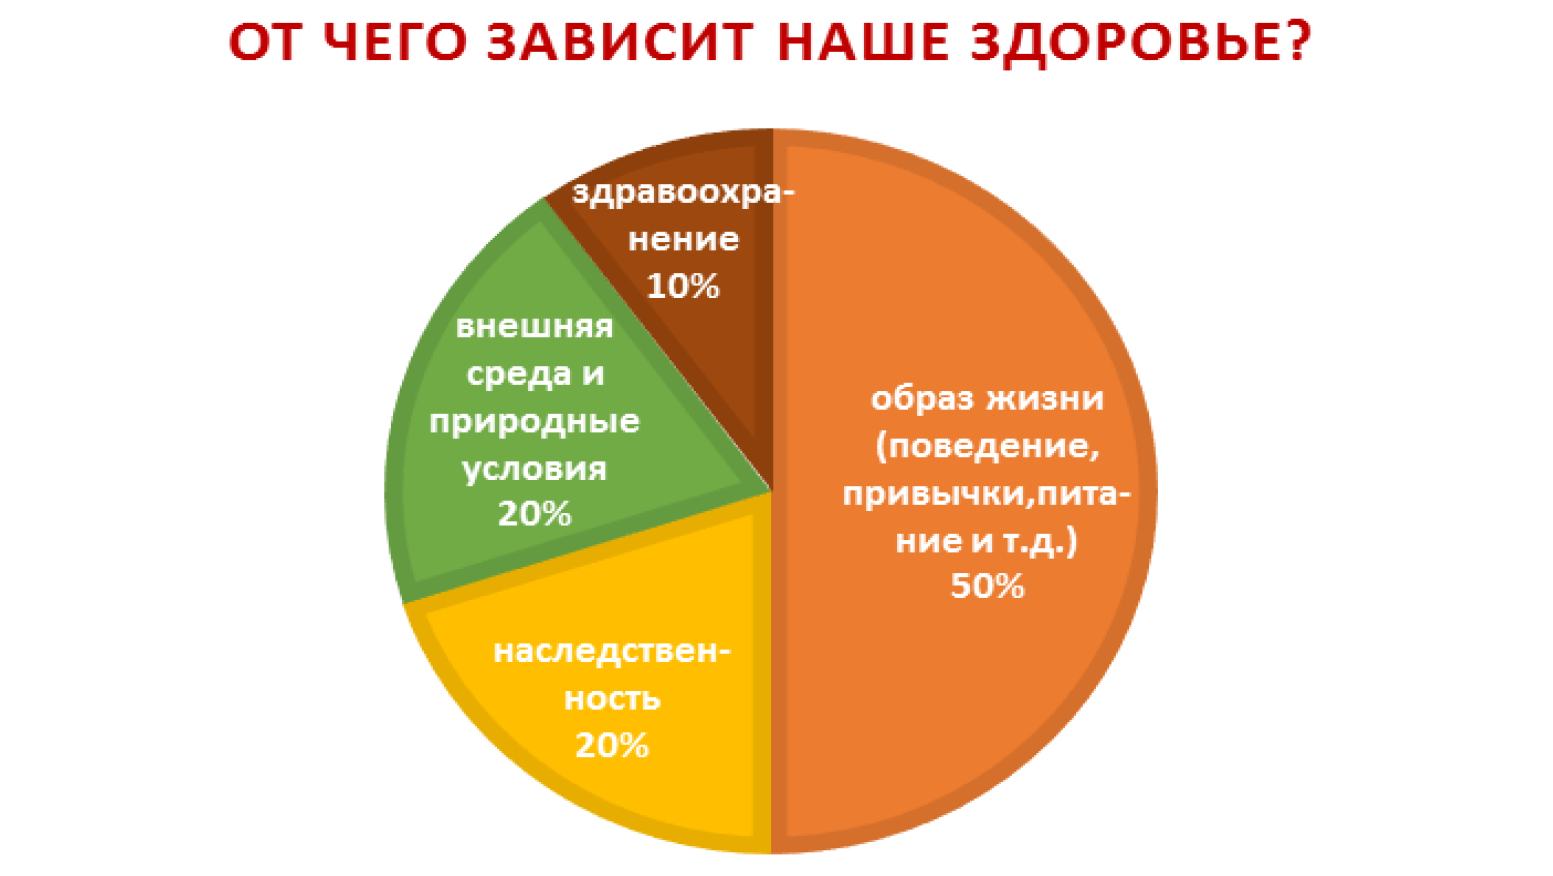 ОТ ЧЕГО ЗАВИСИТ НАШЕ ЗДОРОВЬЕ?
здравоохра-
нение
10%
внешняя
среда и
природные
условия
20%
образ жизни
(поведение,
привычки,пита-
ние и т.д.)
50%
наследствен-
ность
20%